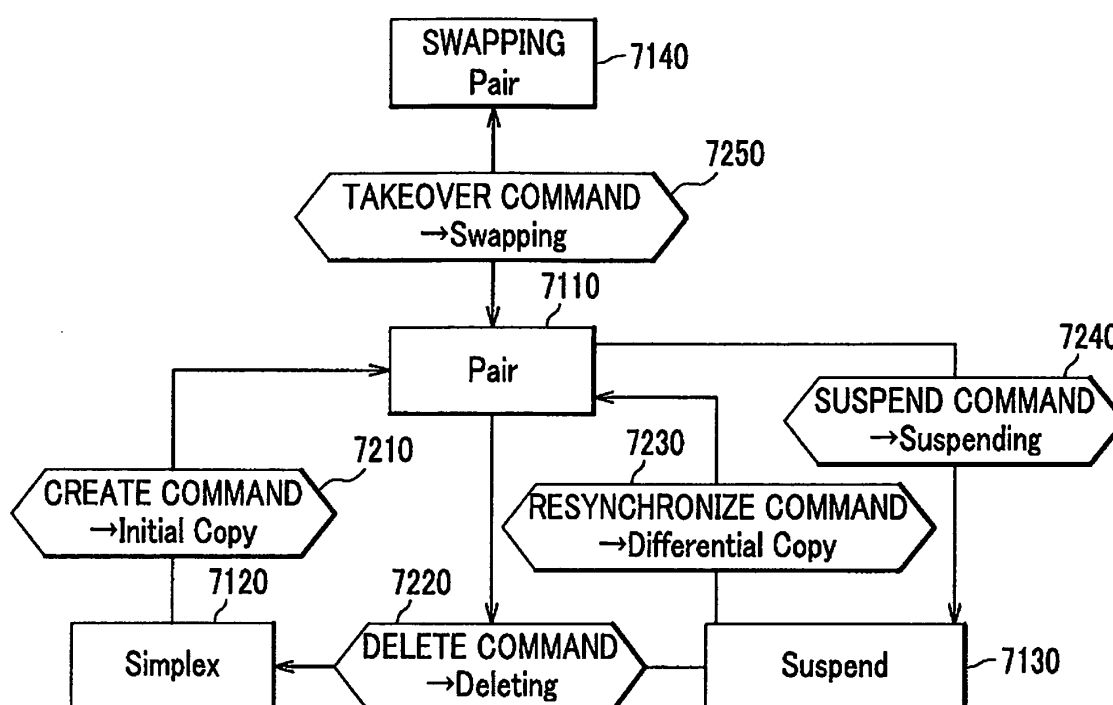 SWAPPING
Pair
7140
7250
TAKEOVER COMMAND
→Swapping
7110
Pair
7240
SUSPEND COMMAND
→Suspending
7210
CREATE COMMAND
→Initial Copy
7230
RESYNCHRONIZE COMMAND
→Differential Copy
7120
Simplex
7220
DELETE COMMAND
→Deleting
Suspend
7130